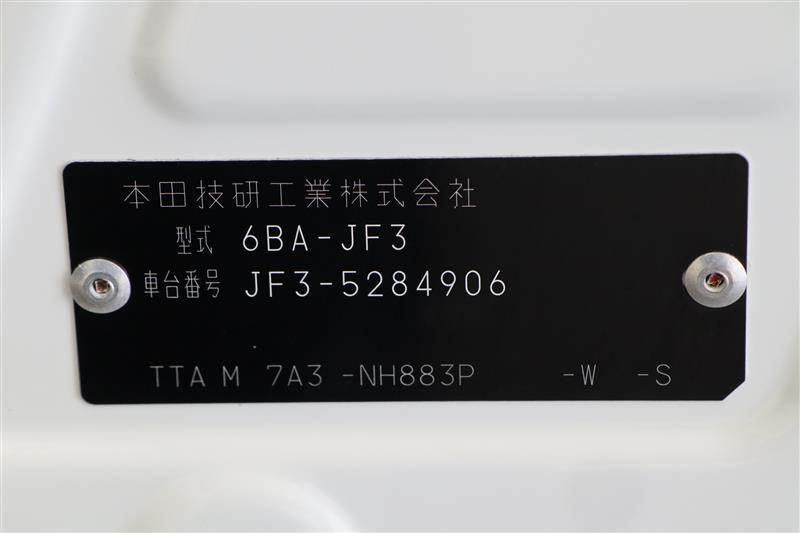 本田技研工業株式会社
型式 6BA-JF3
車台番号 JF3-5284906
TTA M 7A3 -NH883P -W -S